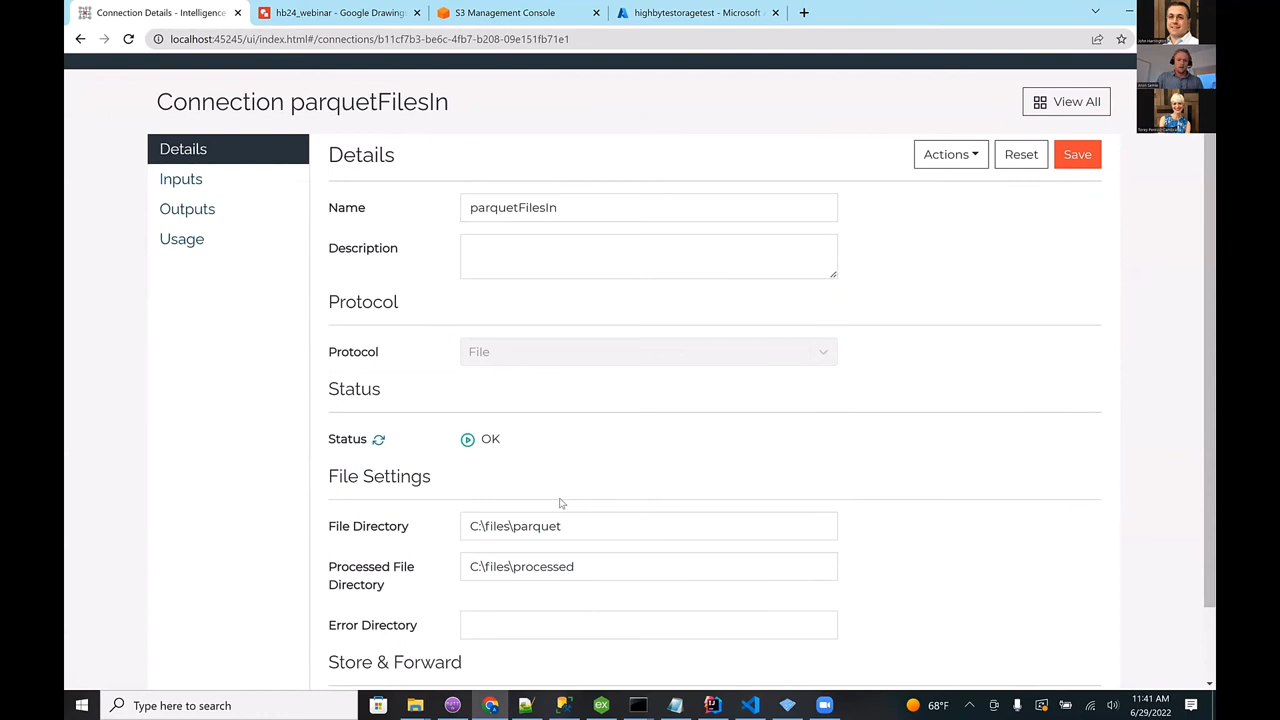 Connection Details - Intelligence
hb24_webinar - Google Drawings
S3 Management Console
highbytestoragetest - Microsoft
localhost:45245/ui/index.html#/connections/b11cf7b3-be6c-4fb7-b208-09e151fb71e1
Connection parquetFilesIn
View All
Details
Inputs
Outputs
Usage
Details
Actions
Reset
Save
Name
parquetFilesIn
Description
Protocol
Protocol
File
Status
Status
OK
File Settings
File Directory
C:\files\parquet
Processed File
Directory
C:\files\processed
Error Directory
Store & Forward
Type here to search
68°F
11:41 AM
6/29/2022